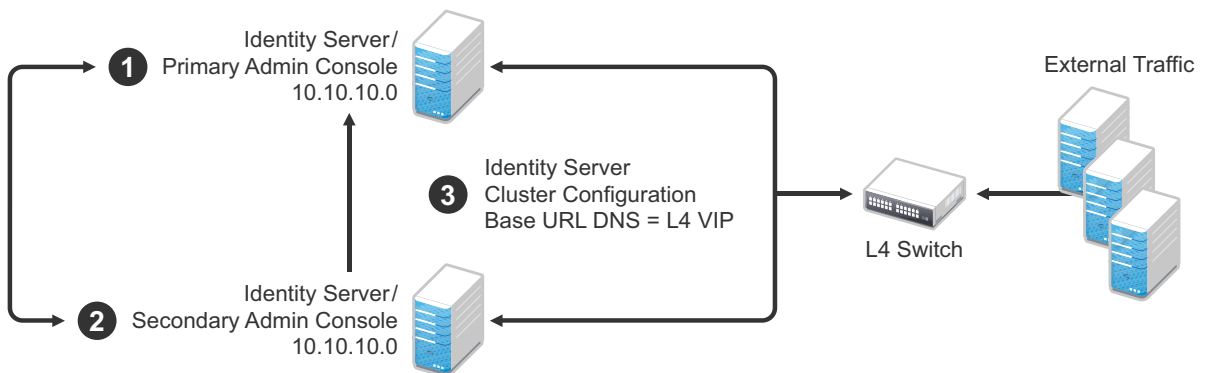 1
Identity Server/
Primary Admin Console
10.10.10.0
External Traffic
3
Identity Server
Cluster Configuration
Base URL DNS = L4 VIP
L4 Switch
2
Identity Server/
Secondary Admin Console
10.10.10.0